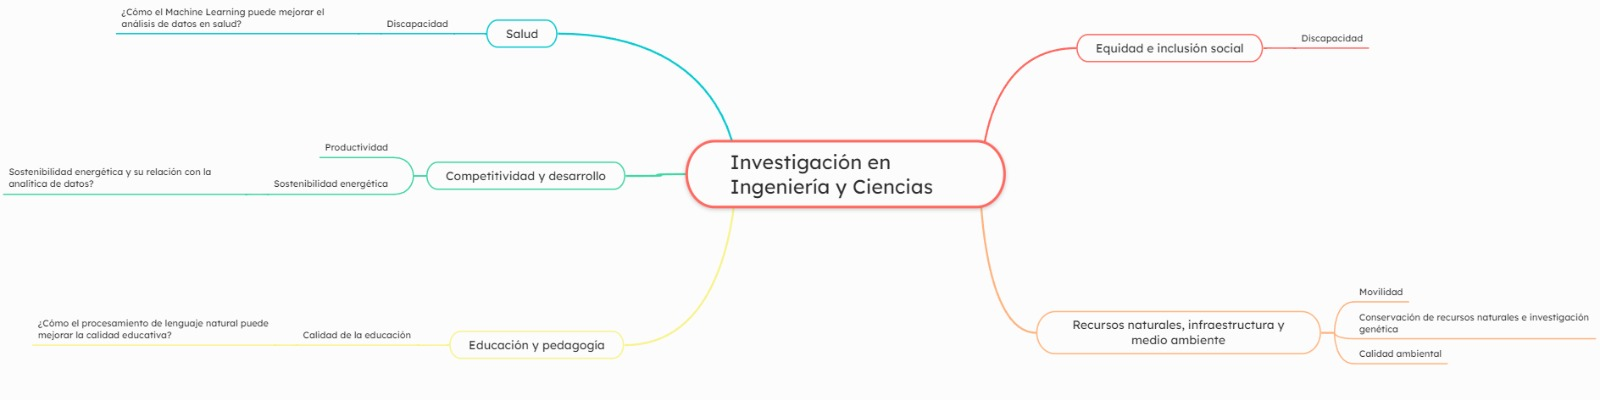 Investigación en
Ingeniería y Ciencias
Salud
Discapacidad
¿Cómo el Machine Learning puede mejorar el
análisis de datos en salud?
Competitividad y desarrollo
Productividad
Sostenibilidad energética
Sostenibilidad energética y su relación con la
analítica de datos?
Educación y pedagogía
Calidad de la educación
¿Cómo el procesamiento de lenguaje natural puede
mejorar la calidad educativa?
Equidad e inclusión social
Discapacidad
Recursos naturales, infraestructura y
medio ambiente
Movilidad
Conservación de recursos naturales e investigación
genética
Calidad ambiental